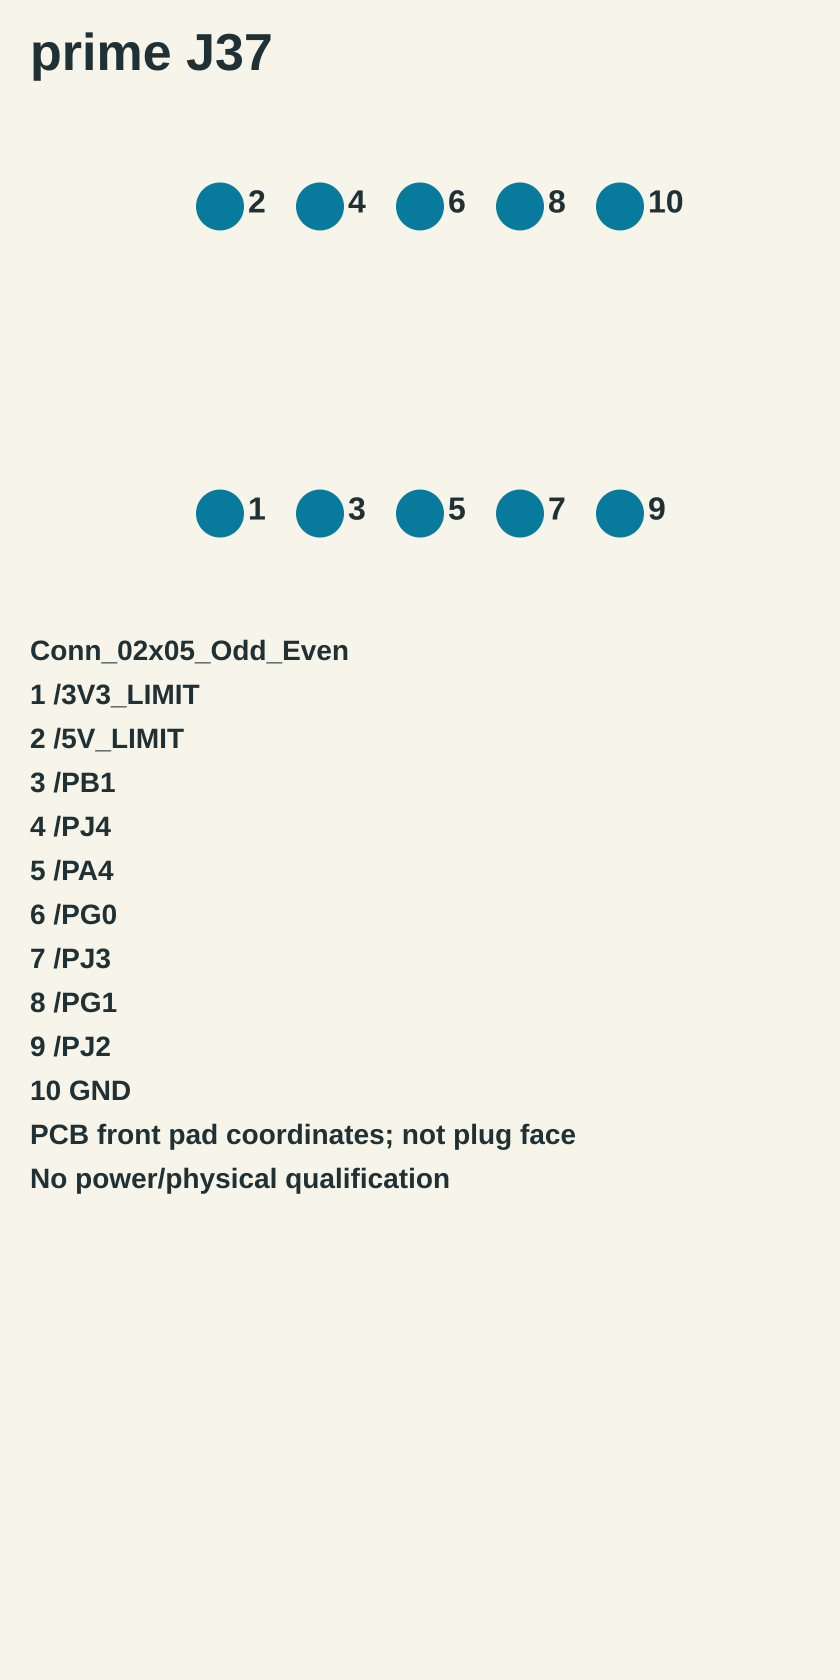 prime J37
2 4 6 8 10
1 3 5 7 9
Conn_02x05_Odd_Even
1 /3V3_LIMIT
2 /5V_LIMIT
3 /PB1
4 /PJ4
5 /PA4
6 /PG0
7 /PJ3
8 /PG1
9 /PJ2
10 GND
PCB front pad coordinates; not plug face
No power/physical qualification